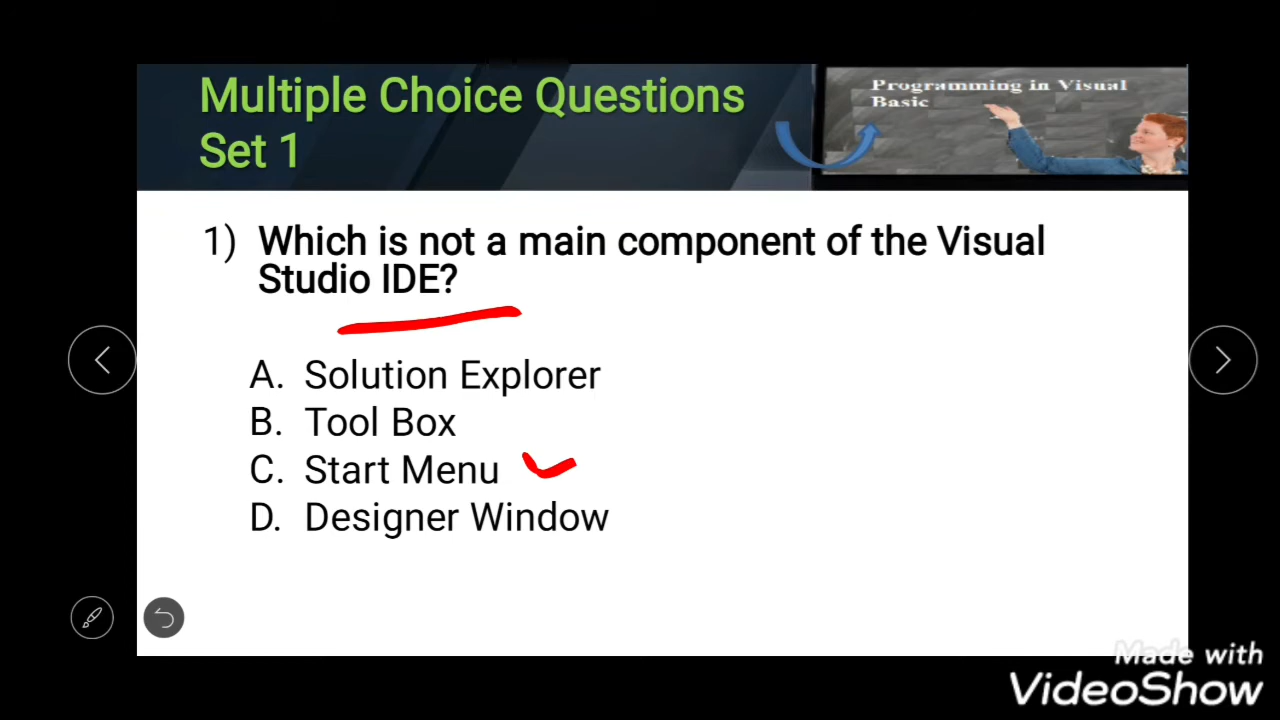 Multiple Choice Questions
Set 1
Programming in Visual
Basic
1) Which is not a main component of the Visual
Studio IDE?
A. Solution Explorer
B. Tool Box
C. Start Menu
D. Designer Window
Made with
VideoShow